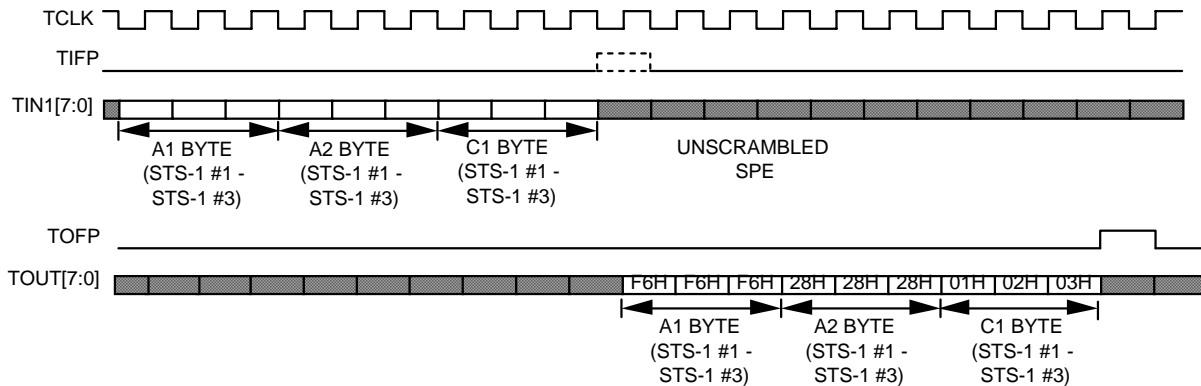 TCLK
TIFP
TIN1[7:0]
A1 BYTE
(STS-1 #1 -
STS-1 #3)
A2 BYTE
(STS-1 #1 -
STS-1 #3)
C1 BYTE
(STS-1 #1 -
STS-1 #3)
UNSCRAMBLED
SPE
TOFP
TOUT[7:0]
F6H F6H F6H 28H 28H 28H 01H 02H 03H
A1 BYTE
(STS-1 #1 -
STS-1 #3)
A2 BYTE
(STS-1 #1 -
STS-1 #3)
C1 BYTE
(STS-1 #1 -
STS-1 #3)